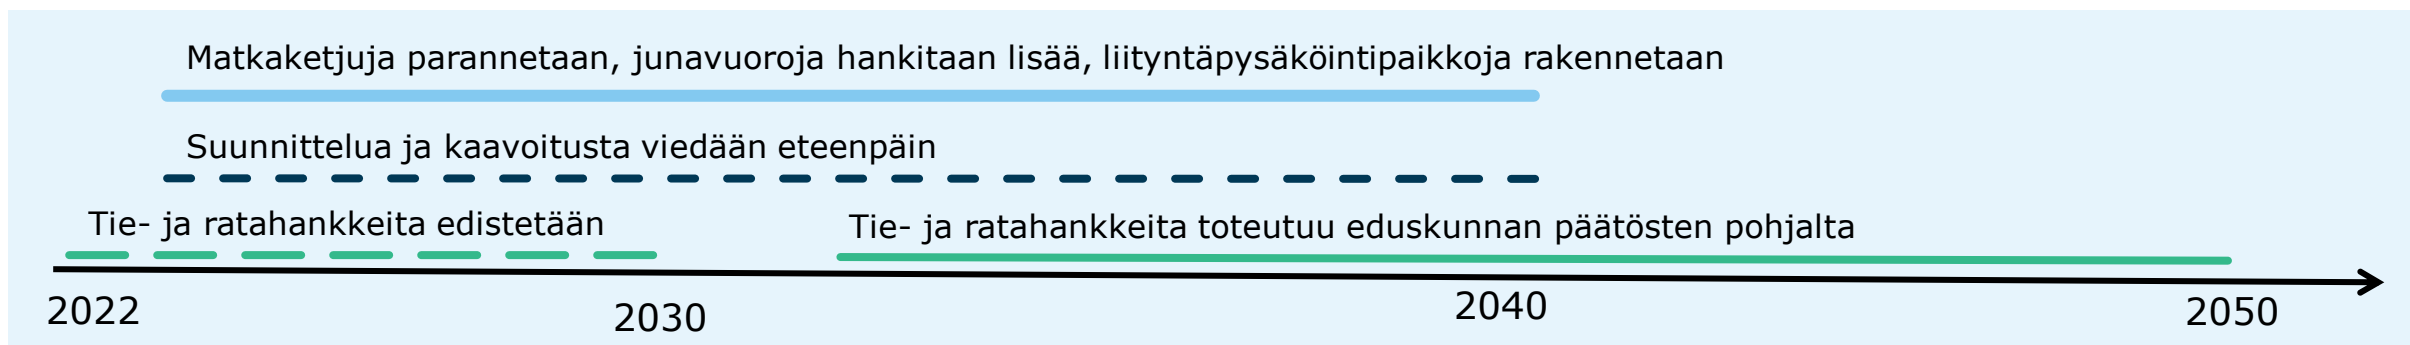 Matkaketjuja parannetaan, junavuoroja hankitaan lisää, liityntäpysäköintipaikkoja rakennetaan
Suunnittelua ja kaavoitusta viedään eteenpäin
Tie- ja ratahankkeita edistetään
Tie- ja ratahankkeita toteutuu eduskunnan päätösten pohjalta
2022
2030
2040
2050